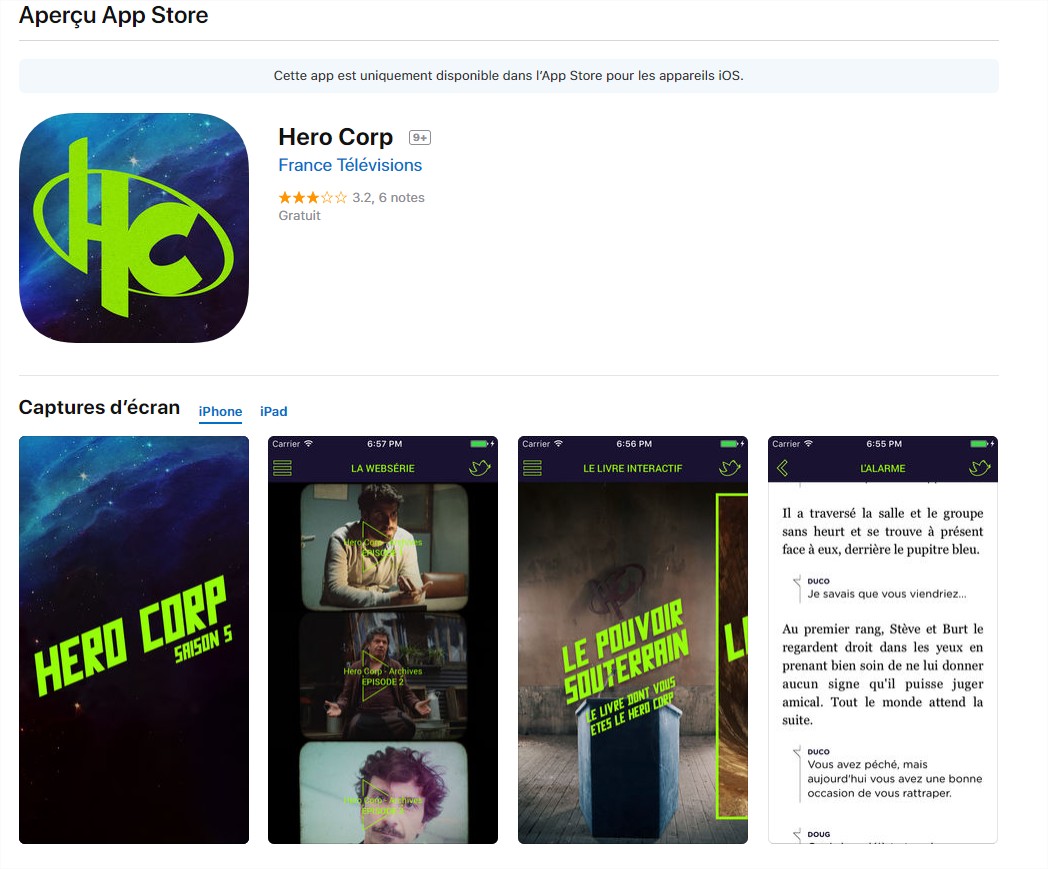 Aperçu App Store
Cette app est uniquement disponible dans l'App Store pour les appareils iOS.
HC
Hero Corp 9+
France Télévisions
3.2, 6 notes
Gratuit
Captures d'écran iPhone iPad
HERO CORP
SAISON 5
Carrier 6:57 PM
LA WEBSÉRIE
Hero Corp - Archives
EPISODE 1
Hero Corp - Archives
EPISODE 2
Hero Corp - Archives
EPISODE 3
Carrier 6:56 PM
LE LIVRE INTERACTIF
LE POUVOIR
SOUTERRAIN
LE LIVRE DONT VOUS
ETES LE HERO CORP
Carrier 6:55 PM
L'ALARME
Il a traversé la salle et le groupe
sans heurt et se trouve à présent
face à eux, derrière le pupitre bleu.
DUCO
Je savais que vous viendriez...
Au premier rang, Stève et Burt le
regardent droit dans les yeux en
prenant bien soin de ne lui donner
aucun signe qu'il puisse juger
amical. Tout le monde attend la
suite.
DUCO
Vous avez péché, mais
aujourd'hui vous avez une bonne
occasion de vous rattraper.
DOUG